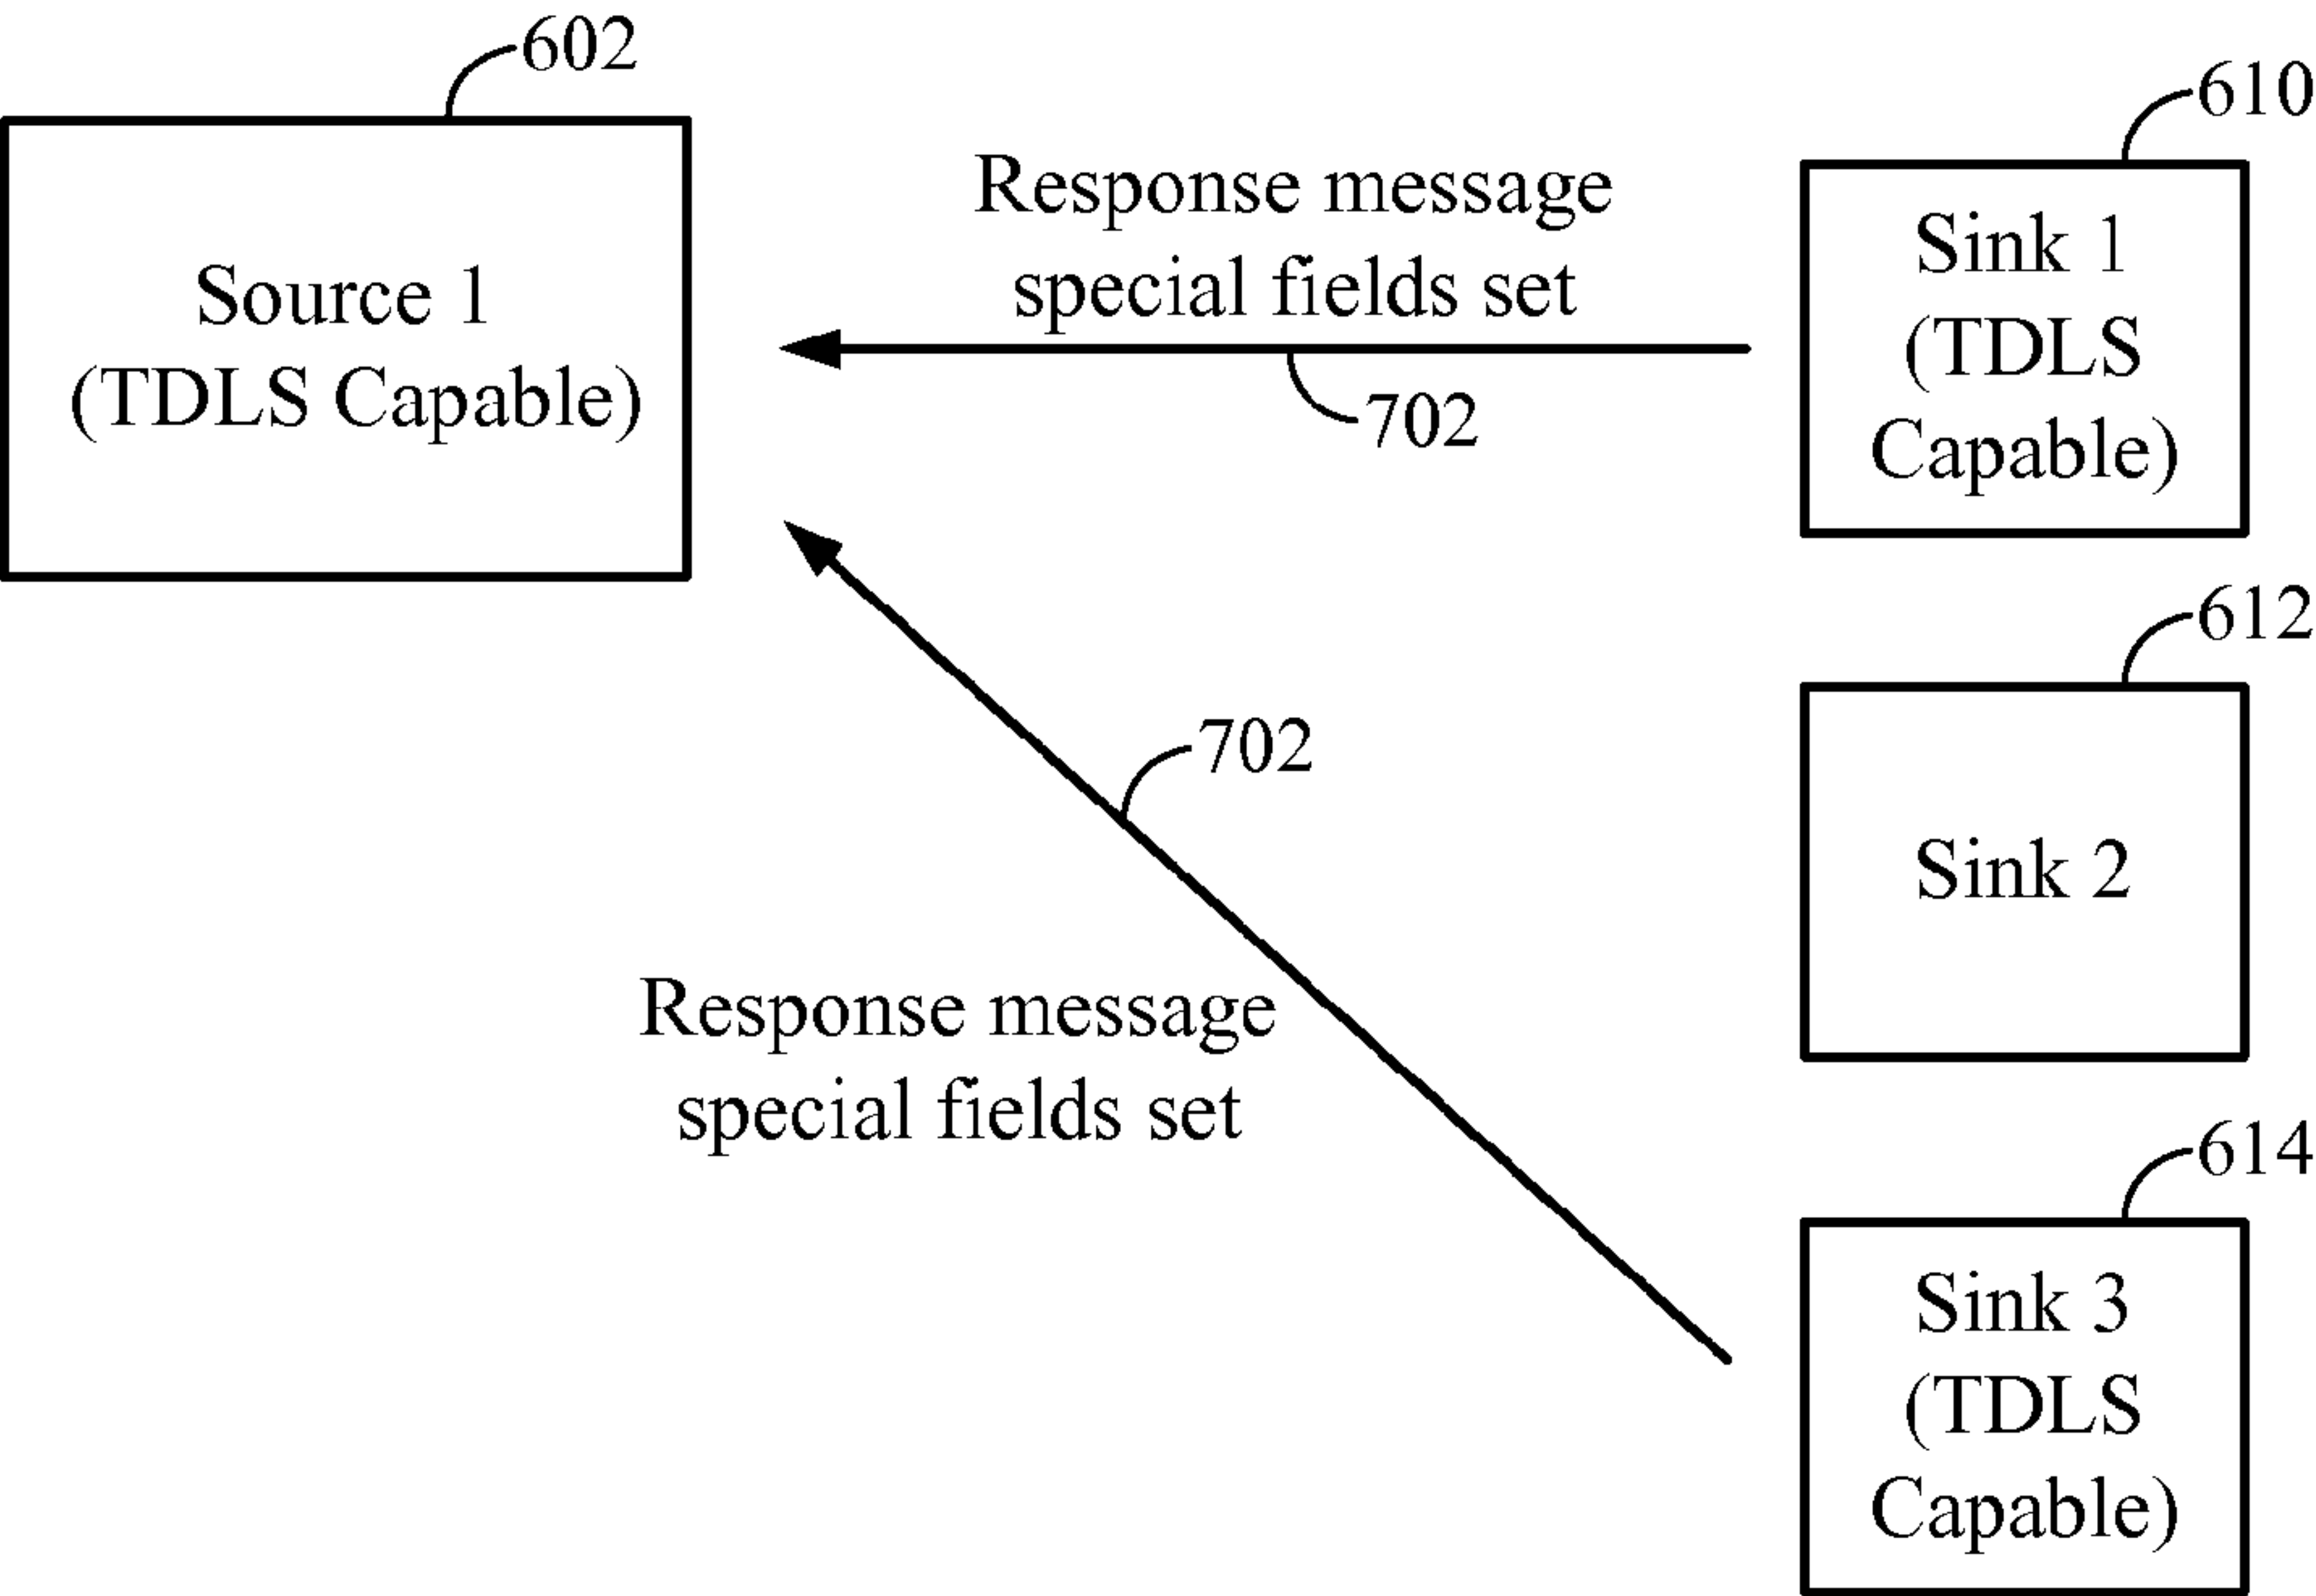 602
Source 1
(TDLS Capable)
Response message
special fields set
702
610
Sink 1
(TDLS
Capable)
612
Sink 2
702
Response message
special fields set
614
Sink 3
(TDLS
Capable)